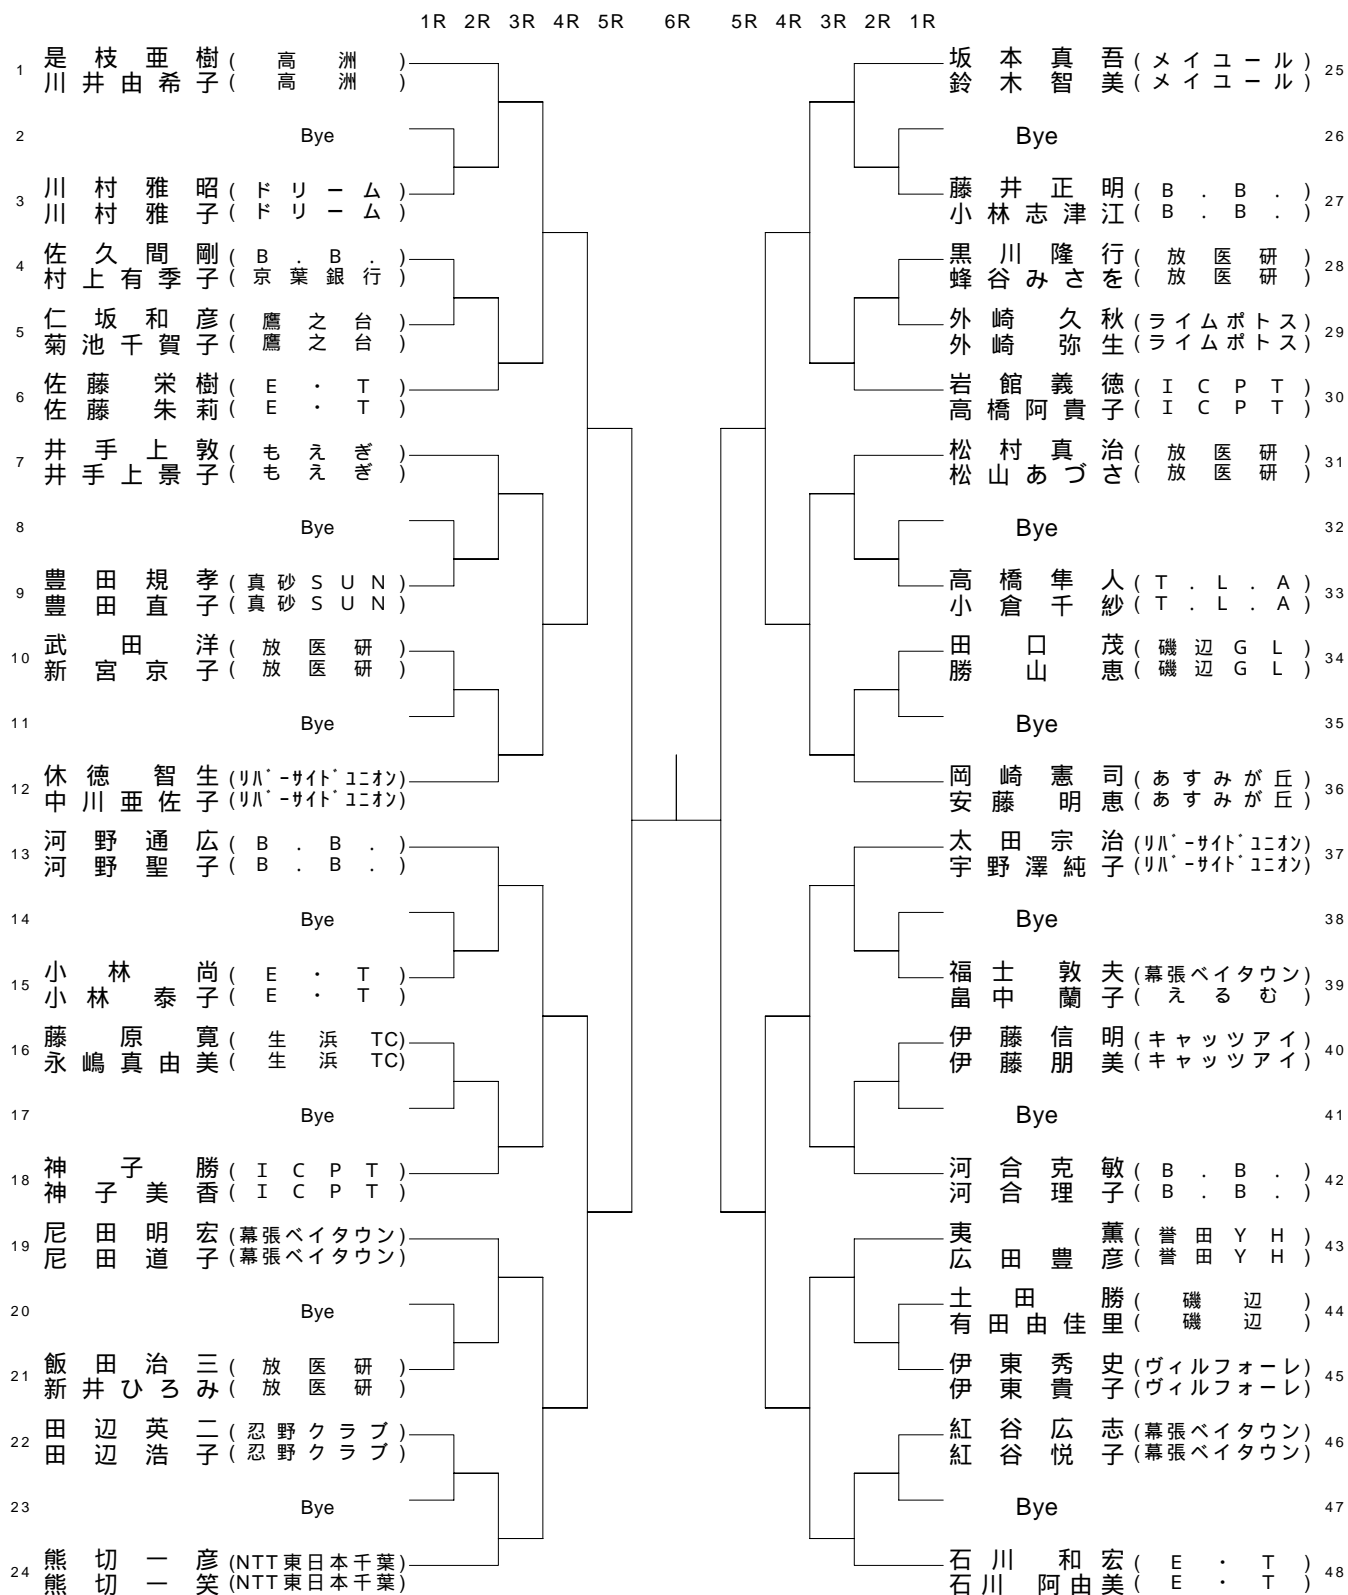 1R 2R 3R 4R 5R 6R 5R 4R 3R 2R 1R
1 是枝亜樹 (高洲)
川井由希子 (高洲)
2 Bye
3 川村雅昭 (ドリーム)
川村雅子 (ドリーム)
4 佐久間剛 (B.B.)
村上有季子 (京葉銀行)
5 仁坂和彦 (鷹之台)
菊池千賀子 (鷹之台)
6 佐藤栄樹 (E・T)
佐藤朱莉 (E・T)
7 井手上敦 (もえぎ)
井手上景子 (もえぎ)
8 Bye
9 豊田規孝 (真砂SUN)
豊田直子 (真砂SUN)
10 武田洋 (放医研)
新宮京子 (放医研)
11 Bye
12 休徳智生 (リバーサイドユニオン)
中川亜佐子 (リバーサイドユニオン)
13 河野通広 (B.B.)
河野聖子 (B.B.)
14 Bye
15 小林尚 (E・T)
小林泰子 (E・T)
16 藤原寛 (生浜TC)
永嶋真由美 (生浜TC)
17 Bye
18 神子勝 (ICPT)
神子美香 (ICPT)
19 尼田明宏 (幕張ベイタウン)
尼田道子 (幕張ベイタウン)
20 Bye
21 飯田治三 (放医研)
新井ひろみ (放医研)
22 田辺英二 (忍野クラブ)
田辺浩子 (忍野クラブ)
23 Bye
24 熊切一彦 (NTT東日本千葉)
熊切一笑 (NTT東日本千葉)
坂本真吾 (メイユール) 25
鈴木智美 (メイユール)
Bye 26
藤井正明 (B.B.) 27
小林志津江 (B.B.)
黒川隆行 (放医研) 28
蜂谷みさを (放医研)
外崎久秋 (ライムポトス) 29
外崎弥生 (ライムポトス)
岩館義徳 (ICPT) 30
高橋阿貴子 (ICPT)
松村真治 (放医研) 31
松山あづさ (放医研)
Bye 32
高橋隼人 (T.L.A) 33
小倉千紗 (T.L.A)
田口茂 (磯辺GL) 34
勝山恵 (磯辺GL)
Bye 35
岡崎憲司 (あすみが丘) 36
安藤明恵 (あすみが丘)
太田宗治 (リバーサイドユニオン) 37
宇野澤純子 (リバーサイドユニオン)
Bye 38
福士敦夫 (幕張ベイタウン) 39
畠中蘭子 (えるむ)
伊藤信明 (キャッツアイ) 40
伊藤朋美 (キャッツアイ)
Bye 41
河合克敏 (B.B.) 42
河合理子 (B.B.)
夷薫 (誉田YH) 43
広田豊彦 (誉田YH)
土田勝 (磯辺) 44
有田由佳里 (磯辺)
伊東秀史 (ヴィルフォーレ) 45
伊東貴子 (ヴィルフォーレ)
紅谷広志 (幕張ベイタウン) 46
紅谷悦子 (幕張ベイタウン)
Bye 47
石川和宏 (E・T) 48
石川阿由美 (E・T)